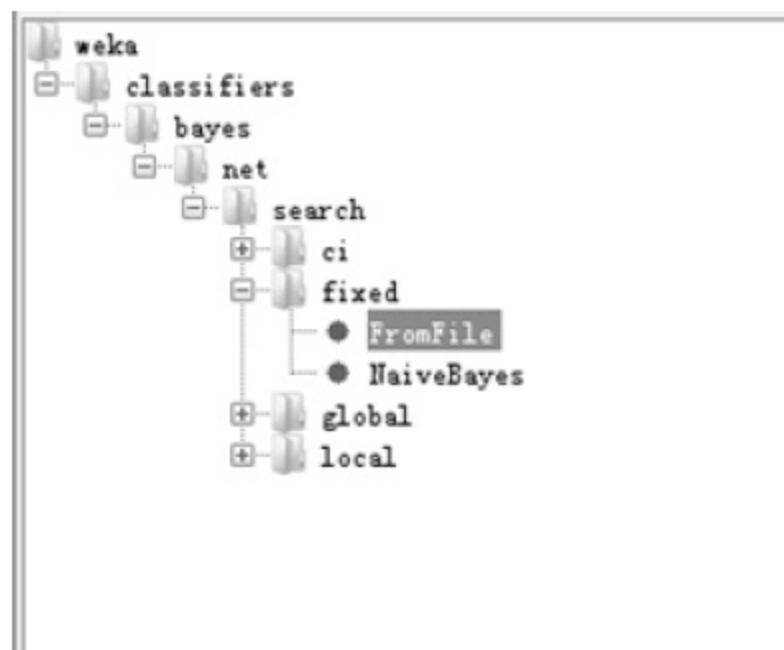 weka
classifiers
bayes
net
search
ci
fixed
FromFile
NaiveBayes
global
local